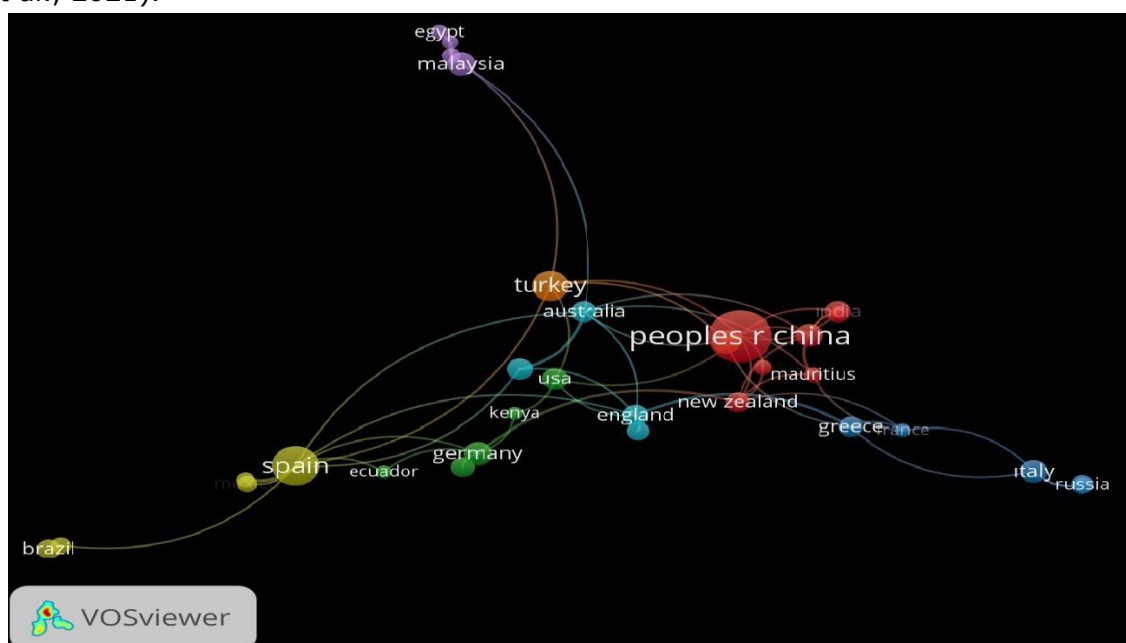 egypt
malaysia
turkey
australia
india
peoples r china
usa
mauritius
kenya
new zealand
england
greece
france
spain
ecuador
germany
italy
russia
brazil
VOSviewer